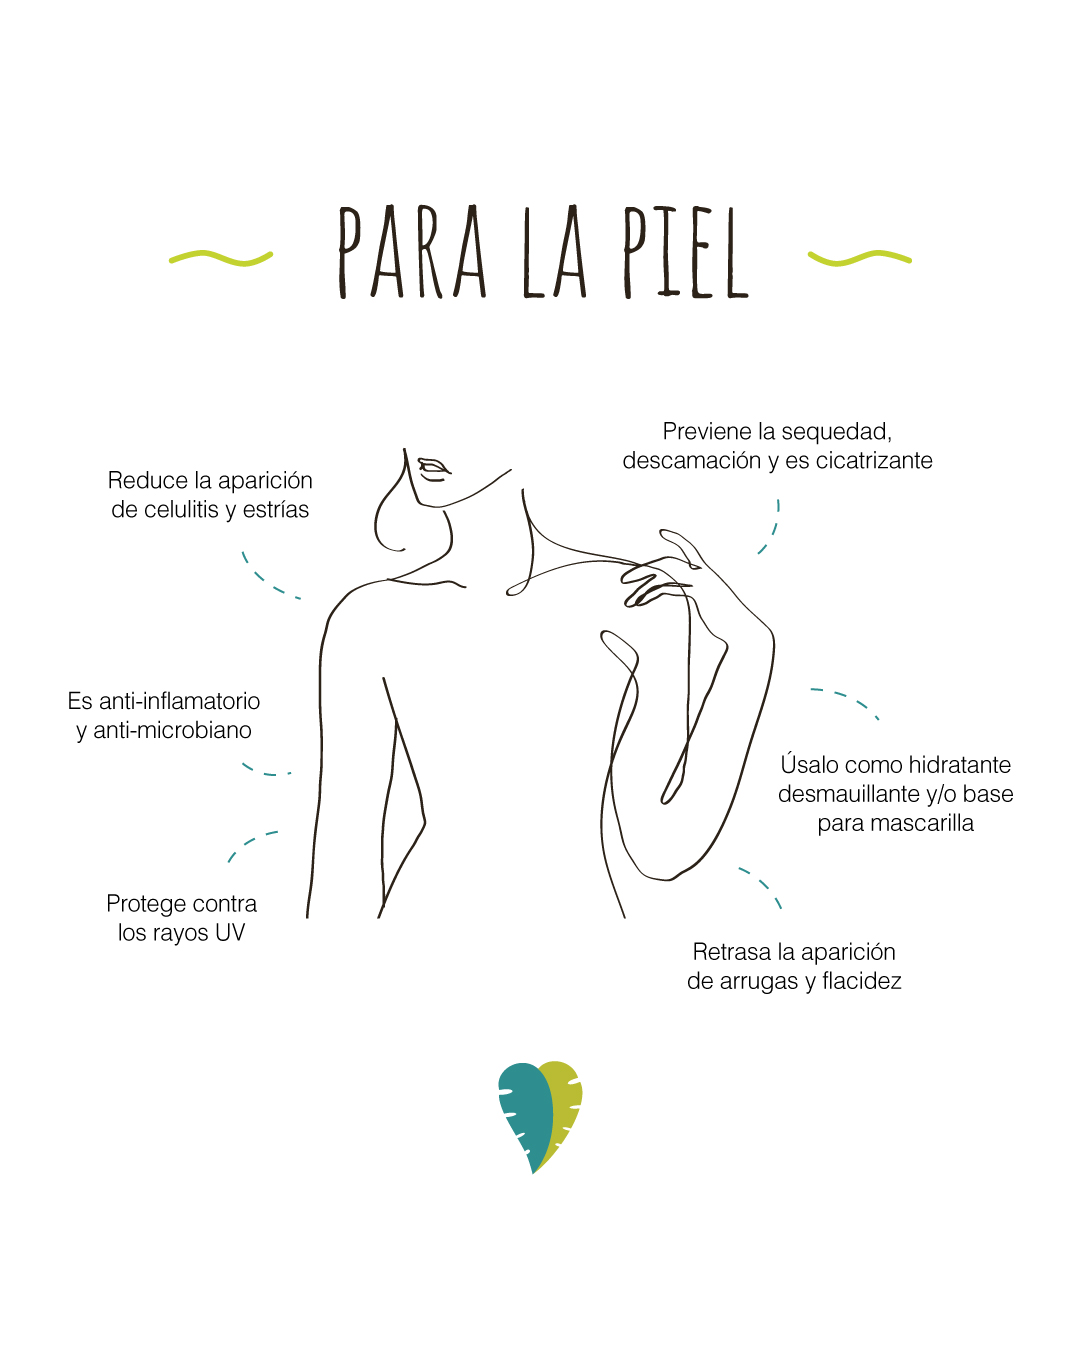 PARA LA PIEL
Previene la sequedad,
descamación y es cicatrizante
Reduce la aparición
de celulitis y estrías
Es anti-inflamatorio
y anti-microbiano
Úsalo como hidratante
desmauillante y/o base
para mascarilla
Protege contra
los rayos UV
Retrasa la aparición
de arrugas y flacidez